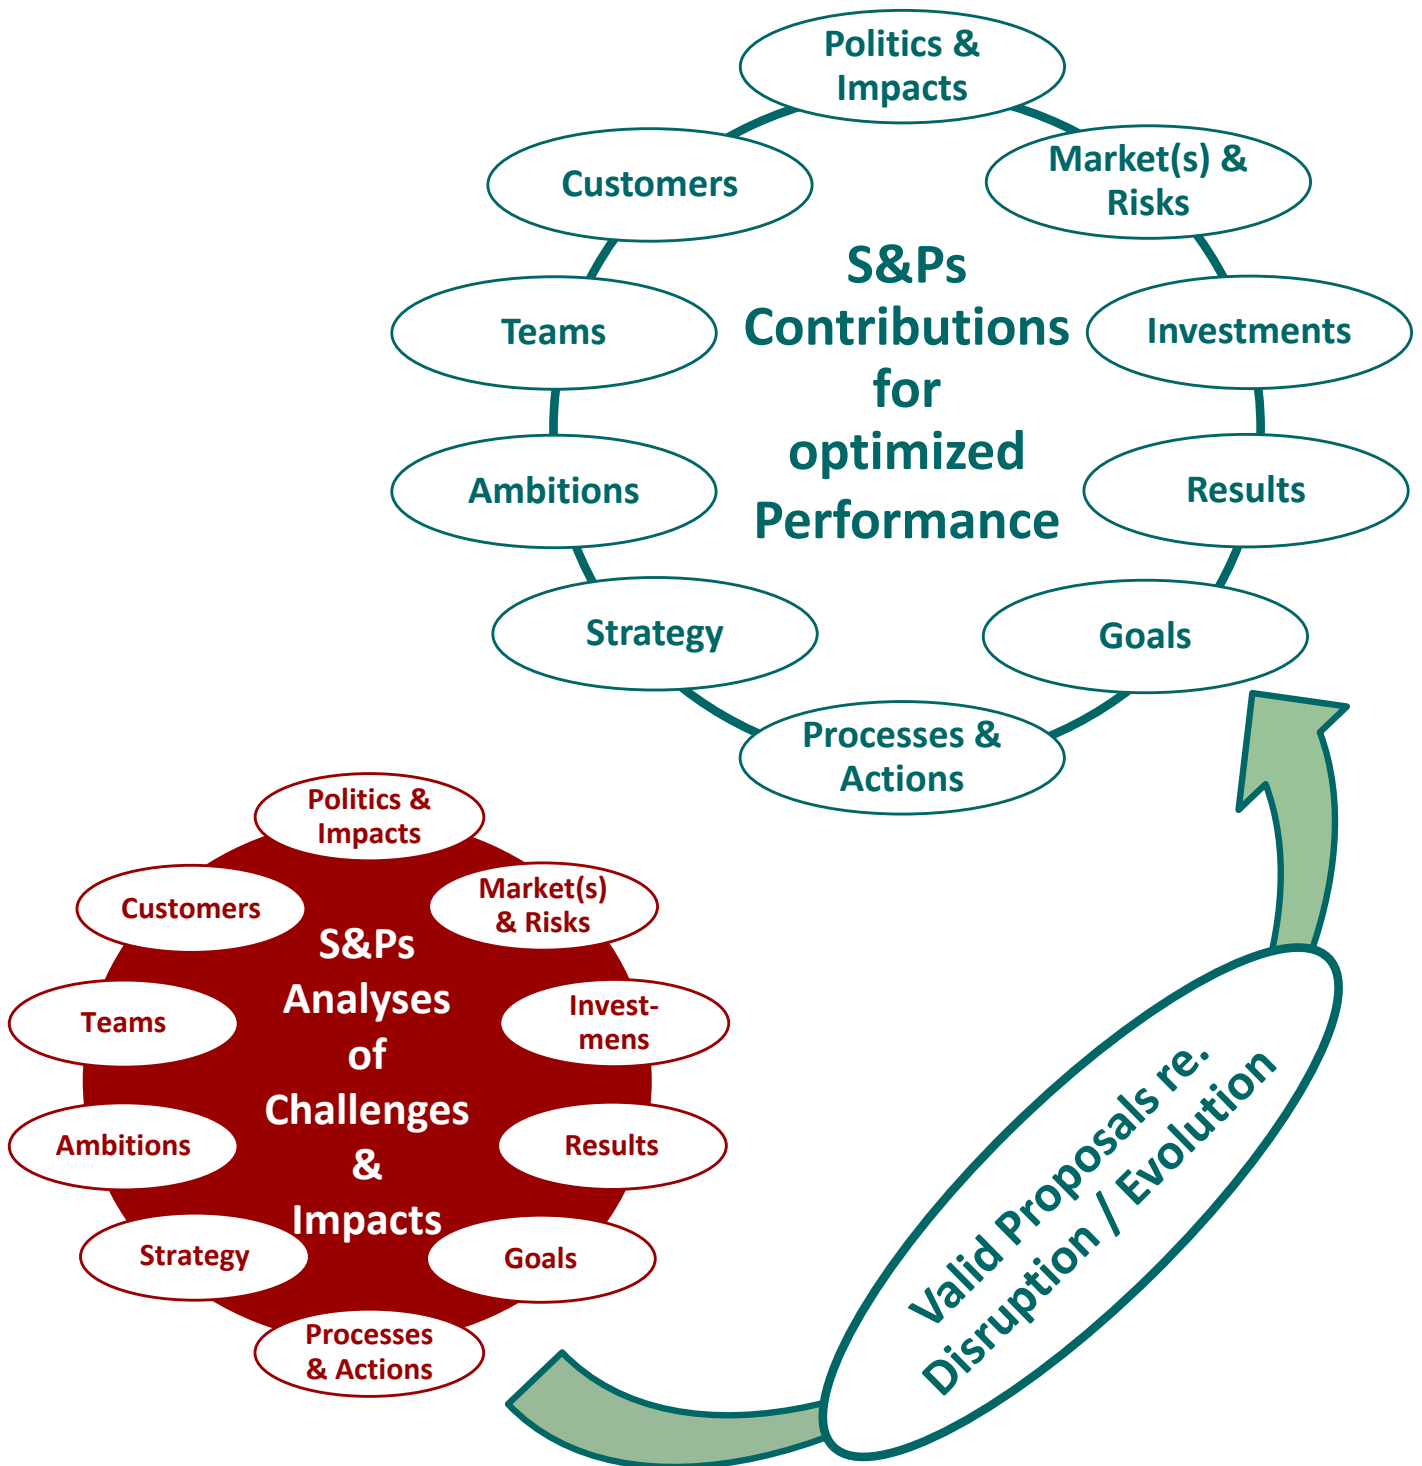 Politics &
Impacts
Customers
Market(s) &
Risks
S&Ps
Contributions
for
optimized
Performance
Teams
Investments
Ambitions
Results
Strategy
Goals
Processes &
Actions
Politics &
Impacts
Customers
Market(s)
& Risks
S&Ps
Analyses
of
Challenges
&
Impacts
Teams
Invest-
mens
Ambitions
Results
Strategy
Goals
Processes
& Actions
Valid Proposals re.
Disruption / Evolution